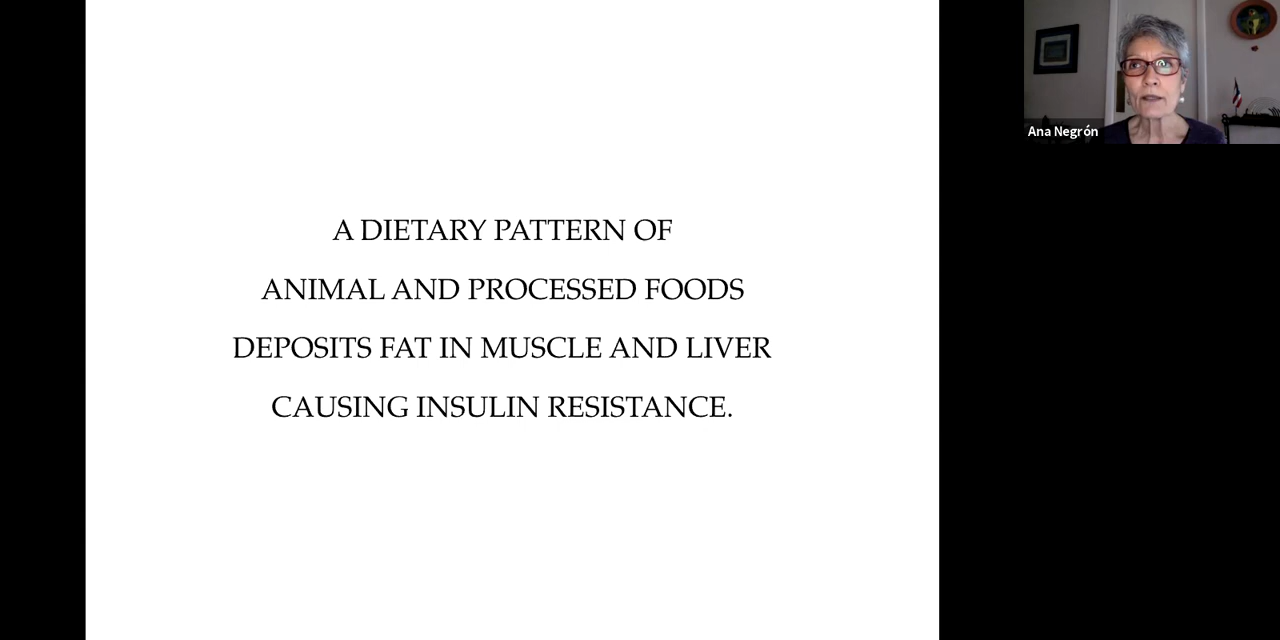 A DIETARY PATTERN OF
ANIMAL AND PROCESSED FOODS
DEPOSITS FAT IN MUSCLE AND LIVER
CAUSING INSULIN RESISTANCE.
Ana Negrón